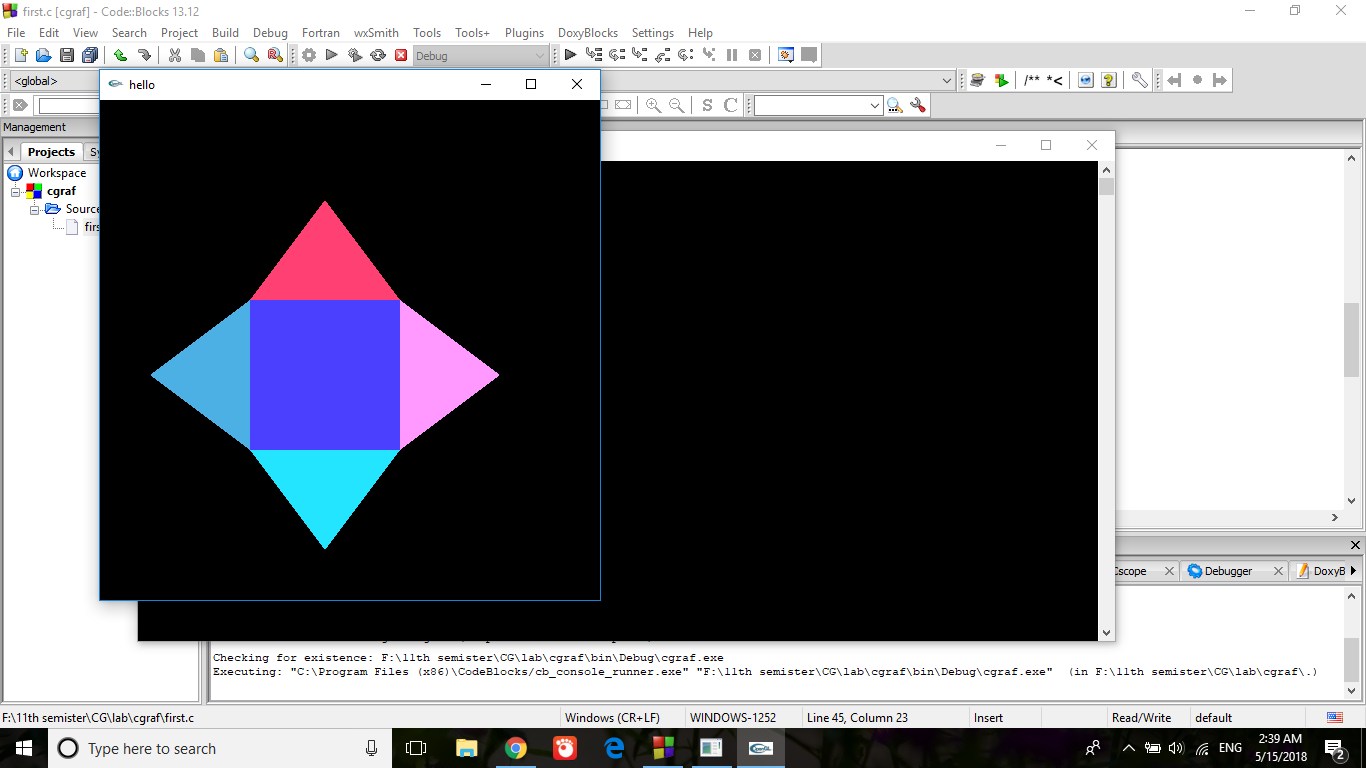 first.c [cgraf] - Code::Blocks 13.12
File Edit View Search Project Build Debug Fortran wxSmith Tools Tools+ Plugins DoxyBlocks Settings Help
Debug
<global>
/** *<
hello
S C
Management
Projects
Workspace
cgraf
Sourc
firs
Cscope Debugger DoxyB
Checking for existence: F:\11th semister\CG\lab\cgraf\bin\Debug\cgraf.exe
Executing: "C:\Program Files (x86)\CodeBlocks/cb_console_runner.exe" "F:\11th semister\CG\lab\cgraf\bin\Debug\cgraf.exe"  (in F:\11th semister\CG\lab\cgraf\.)
F:\11th semister\CG\lab\cgraf\first.c Windows (CR+LF) WINDOWS-1252 Line 45, Column 23 Insert Read/Write default
Type here to search
ENG
2:39 AM
5/15/2018
2